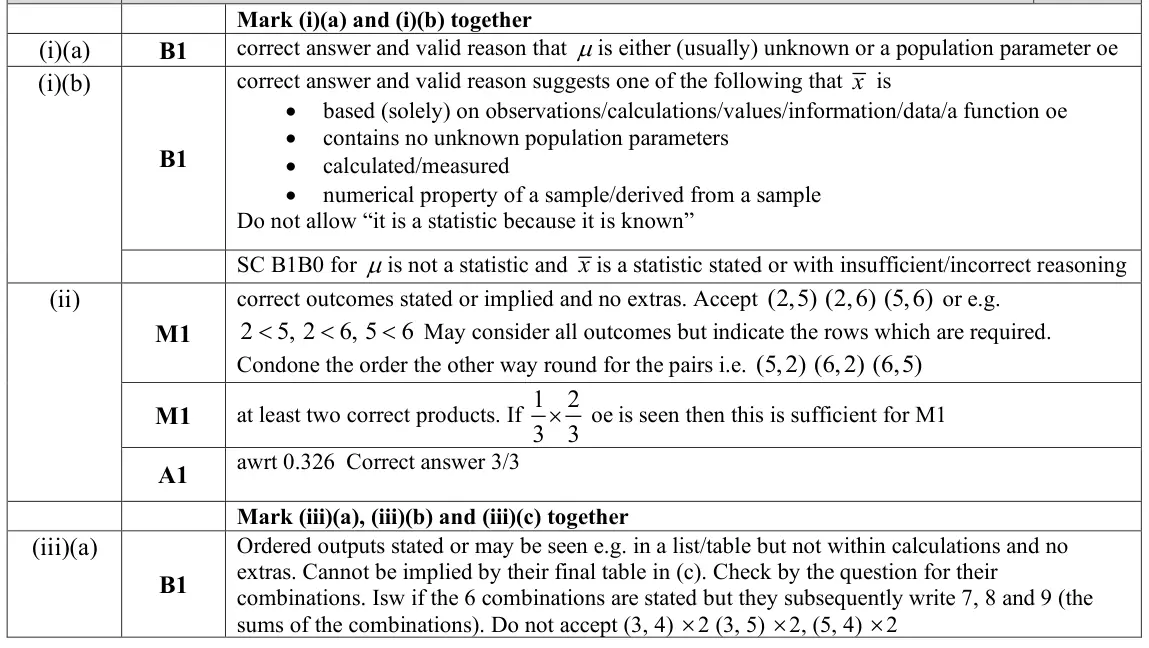 Mark (i)(a) and (i)(b) together
(i)(a) B1 correct answer and valid reason that μ is either (usually) unknown or a population parameter oe
(i)(b) correct answer and valid reason suggests one of the following that x̅ is
• based (solely) on observations/calculations/values/information/data/a function oe
• contains no unknown population parameters
B1
• calculated/measured
• numerical property of a sample/derived from a sample
Do not allow “it is a statistic because it is known”
SC B1B0 for μ is not a statistic and x̅ is a statistic stated or with insufficient/incorrect reasoning
(ii) correct outcomes stated or implied and no extras. Accept (2,5) (2,6) (5,6) or e.g.
M1 2 < 5, 2 < 6, 5 < 6 May consider all outcomes but indicate the rows which are required.
Condone the order the other way round for the pairs i.e. (5,2) (6,2) (6,5)
M1 at least two correct products. If 1/3 × 2/3 oe is seen then this is sufficient for M1
A1 awrt 0.326 Correct answer 3/3
Mark (iii)(a), (iii)(b) and (iii)(c) together
(iii)(a) Ordered outputs stated or may be seen e.g. in a list/table but not within calculations and no
B1 extras. Cannot be implied by their final table in (c). Check by the question for their
combinations. Isw if the 6 combinations are stated but they subsequently write 7, 8 and 9 (the
sums of the combinations). Do not accept (3, 4) ×2 (3, 5) ×2, (5, 4) ×2